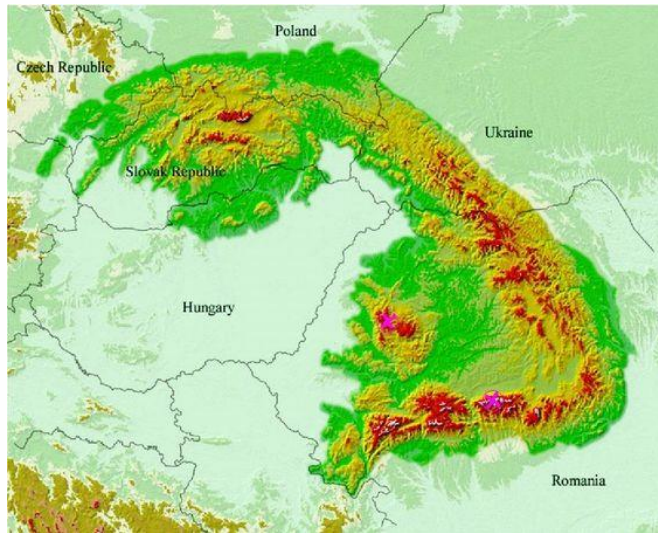 Poland
Czech Republic
Ukraine
Slovak Republic
Hungary
Romania